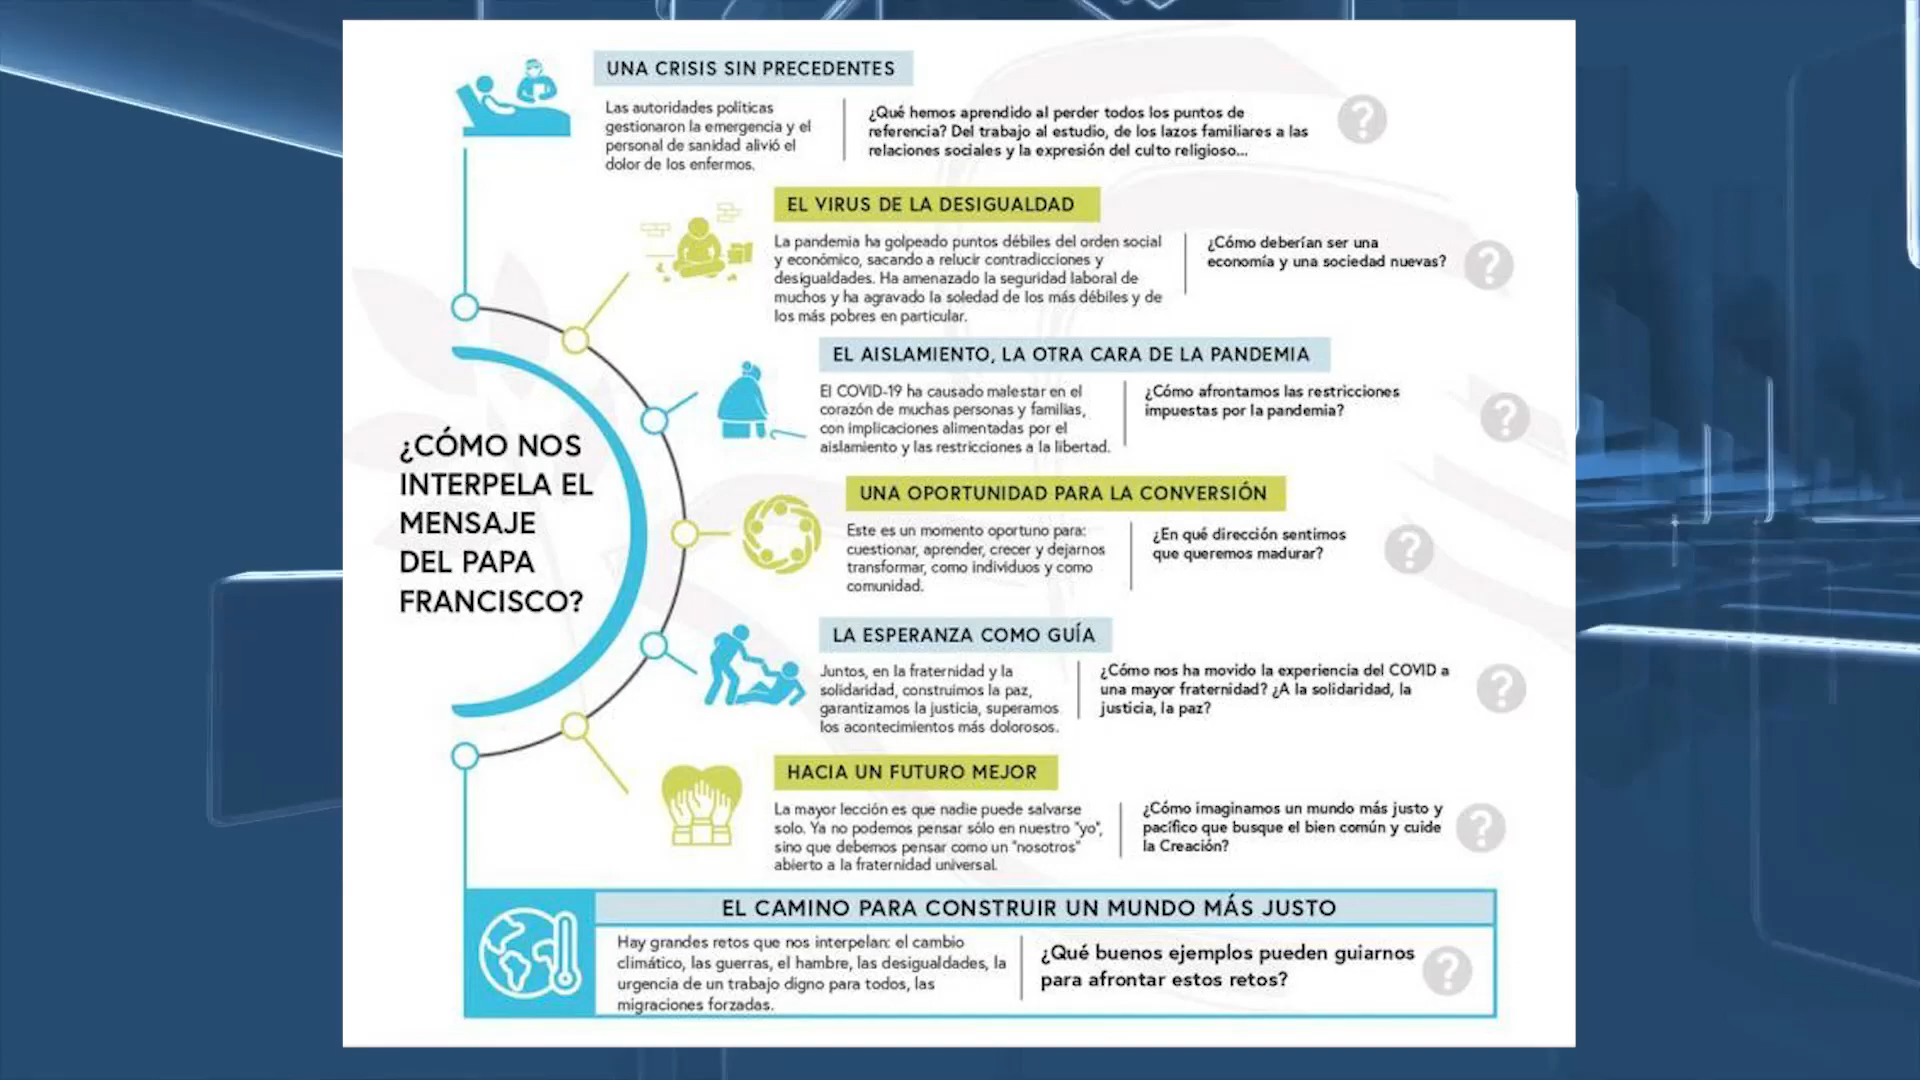 ¿CÓMO NOS
INTERPELA EL
MENSAJE
DEL PAPA
FRANCISCO?
UNA CRISIS SIN PRECEDENTES
Las autoridades políticas
gestionaron la emergencia y el
personal de sanidad alivió el
dolor de los enfermos.
¿Qué hemos aprendido al perder todos los puntos de
referencia? Del trabajo al estudio, de los lazos familiares a las
relaciones sociales y la expresión del culto religioso...
?
EL VIRUS DE LA DESIGUALDAD
La pandemia ha golpeado puntos débiles del orden social
y económico, sacando a relucir contradicciones y
desigualdades. Ha amenazado la seguridad laboral de
muchos y ha agravado la soledad de los más débiles y de
los más pobres en particular.
¿Cómo deberían ser una
economía y una sociedad nuevas?
?
EL AISLAMIENTO, LA OTRA CARA DE LA PANDEMIA
El COVID-19 ha causado malestar en el
corazón de muchas personas y familias,
con implicaciones alimentadas por el
aislamiento y las restricciones a la libertad.
¿Cómo afrontamos las restricciones
impuestas por la pandemia?
?
UNA OPORTUNIDAD PARA LA CONVERSIÓN
Este es un momento oportuno para:
cuestionar, aprender, crecer y dejarnos
transformar, como individuos y como
comunidad.
¿En qué dirección sentimos
que queremos madurar?
?
LA ESPERANZA COMO GUÍA
Juntos, en la fraternidad y la
solidaridad, construimos la paz,
garantizamos la justicia, superamos
los acontecimientos más dolorosos.
¿Cómo nos ha movido la experiencia del COVID a
una mayor fraternidad? ¿A la solidaridad, la
justicia, la paz?
?
HACIA UN FUTURO MEJOR
La mayor lección es que nadie puede salvarse
solo. Ya no podemos pensar sólo en nuestro "yo",
sino que debemos pensar como un "nosotros"
abierto a la fraternidad universal.
¿Cómo imaginamos un mundo más justo y
pacífico que busque el bien común y cuide
la Creación?
?
EL CAMINO PARA CONSTRUIR UN MUNDO MÁS JUSTO
Hay grandes retos que nos interpelan: el cambio
climático, las guerras, el hambre, las desigualdades, la
urgencia de un trabajo digno para todos, las
migraciones forzadas.
¿Qué buenos ejemplos pueden guiarnos
para afrontar estos retos?
?